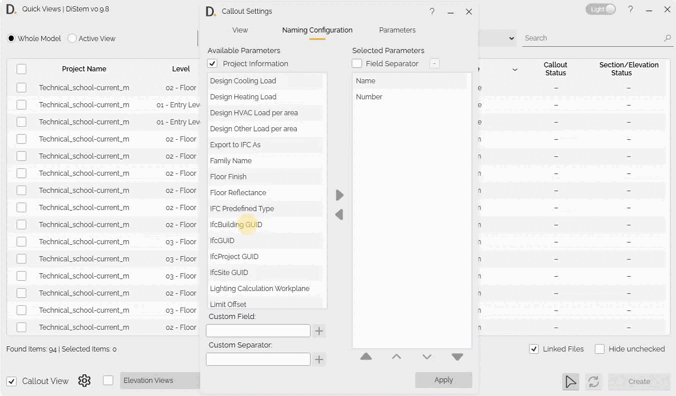 D. Quick Views | DiStem v0.9.8
Light
?
Whole Model
Active View
Search
Project Name
Level
Callout
Status
Section/Elevation
Status
Technical_school-current_m
02 - Floor
–
–
Technical_school-current_m
01 - Entry Leve
–
–
Technical_school-current_m
01 - Entry Leve
–
–
Technical_school-current_m
02 - Floor
–
–
Technical_school-current_m
02 - Floor
–
–
Technical_school-current_m
02 - Floor
–
–
Technical_school-current_m
02 - Floor
–
–
Technical_school-current_m
02 - Floor
–
–
Technical_school-current_m
02 - Floor
–
–
Technical_school-current_m
03 - Floor
–
–
Technical_school-current_m
03 - Floor
–
–
Technical_school-current_m
02 - Floor
–
–
Technical_school-current_m
03 - Floor
–
–
Technical_school-current_m
03 - Floor
–
–
Technical_school-current_m
02 - Floor
–
–
Found Items: 94 | Selected Items: 0
Linked Files
Hide unchecked
Callout View
Elevation Views
Create
D. Callout Settings
?
View
Naming Configuration
Parameters
Available Parameters
Project Information
Design Cooling Load
Design Heating Load
Design HVAC Load per area
Design Other Load per area
Export to IFC As
Family Name
Floor Finish
Floor Reflectance
IFC Predefined Type
IfcBuilding GUID
IfcGUID
IfcProject GUID
IfcSite GUID
Lighting Calculation Workplane
Limit Offset
Custom Field:
Custom Separator:
Selected Parameters
Field Separator
-
Name
Number
Apply